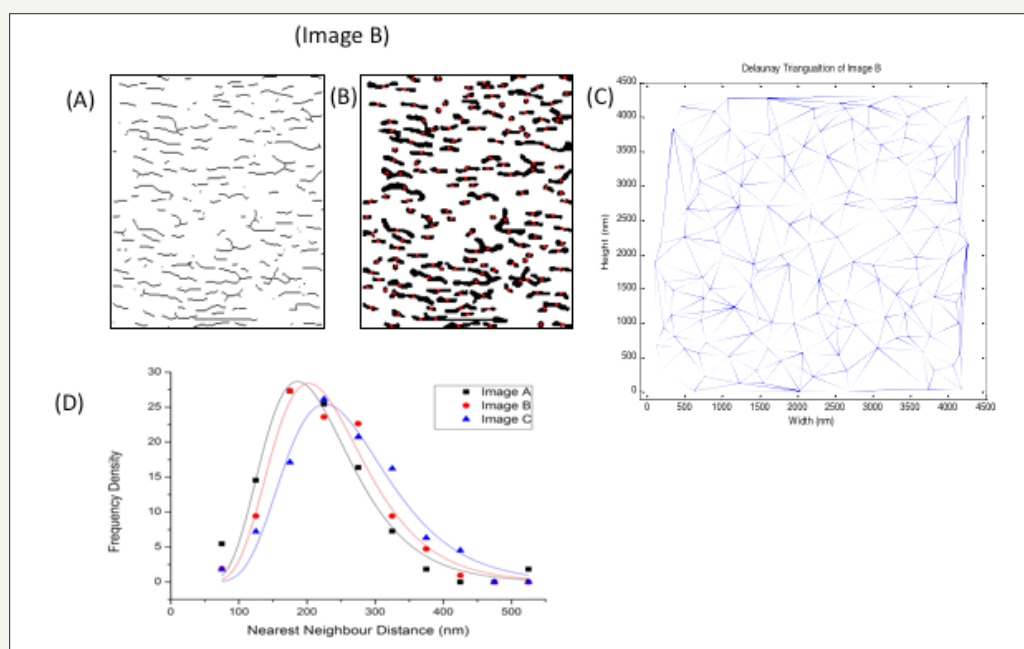 (Image B)
(A)
(B)
(C)
Delaunay Triangualtion of Image B
4500
4000
3500
3000
2500
2000
1500
1000
500
0
Height (nm)
0 500 1000 1500 2000 2500 3000 3500 4000 4500
Width (nm)
(D)
30
25
20
15
10
5
0
Frequency Density
Image A
Image B
Image C
0 100 200 300 400 500
Nearest Neighbour Distance (nm)